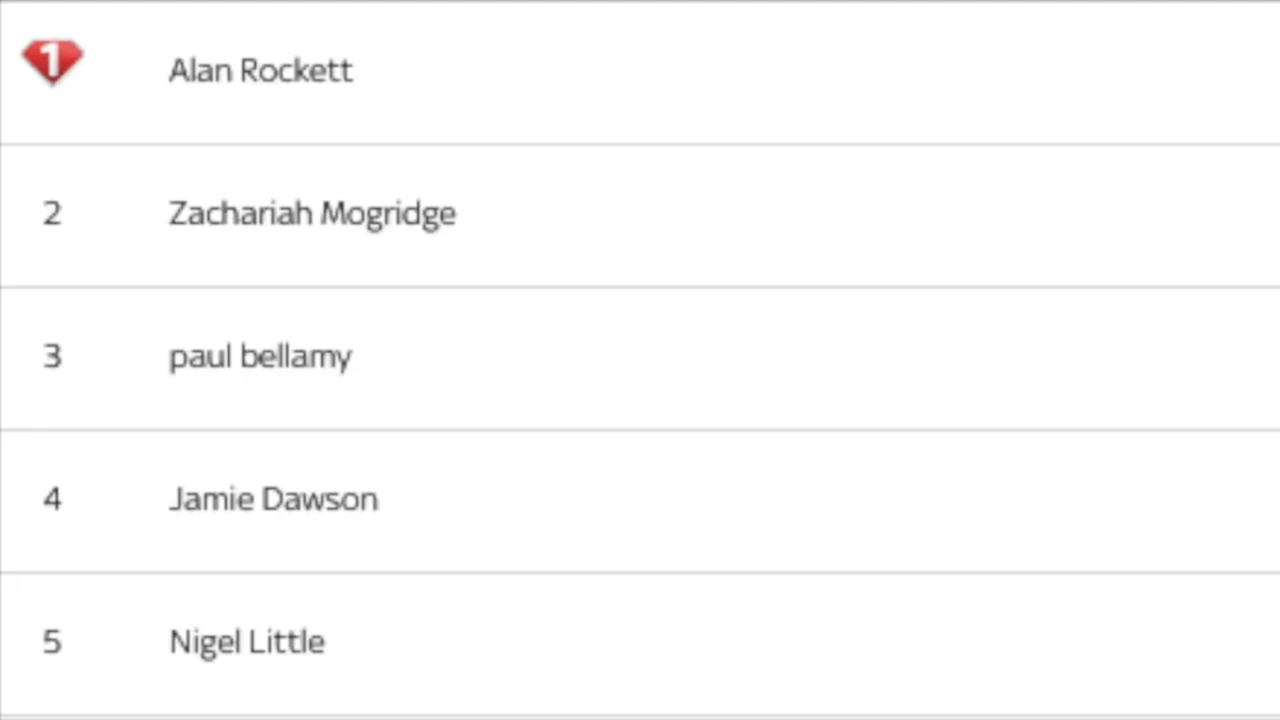 1 Alan Rockett
2 Zachariah Mogridge
3 paul bellamy
4 Jamie Dawson
5 Nigel Little